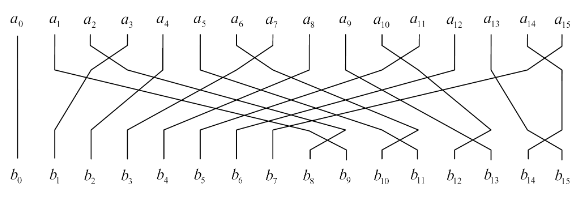 a₀ a₁ a₂ a₃ a₄ a₅ a₆ a₇ a₈ a₉ a₁₀ a₁₁ a₁₂ a₁₃ a₁₄ a₁₅
b₀ b₁ b₂ b₃ b₄ b₅ b₆ b₇ b₈ b₉ b₁₀ b₁₁ b₁₂ b₁₃ b₁₄ b₁₅